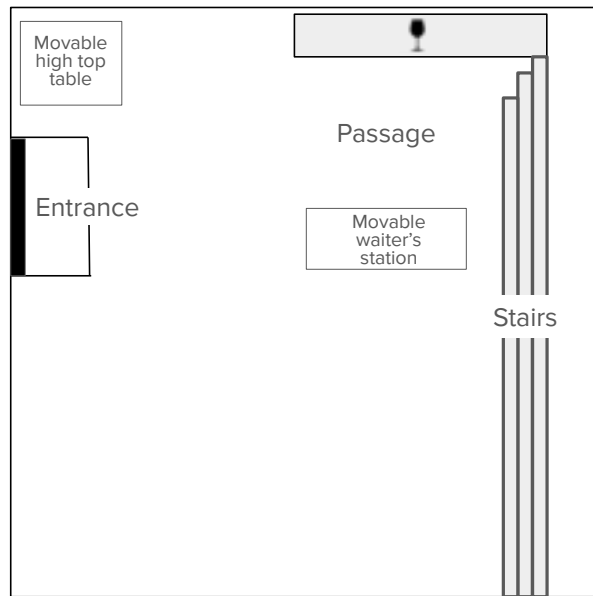 Movable
high top
table
Passage
Entrance
Movable
waiter's
station
Stairs